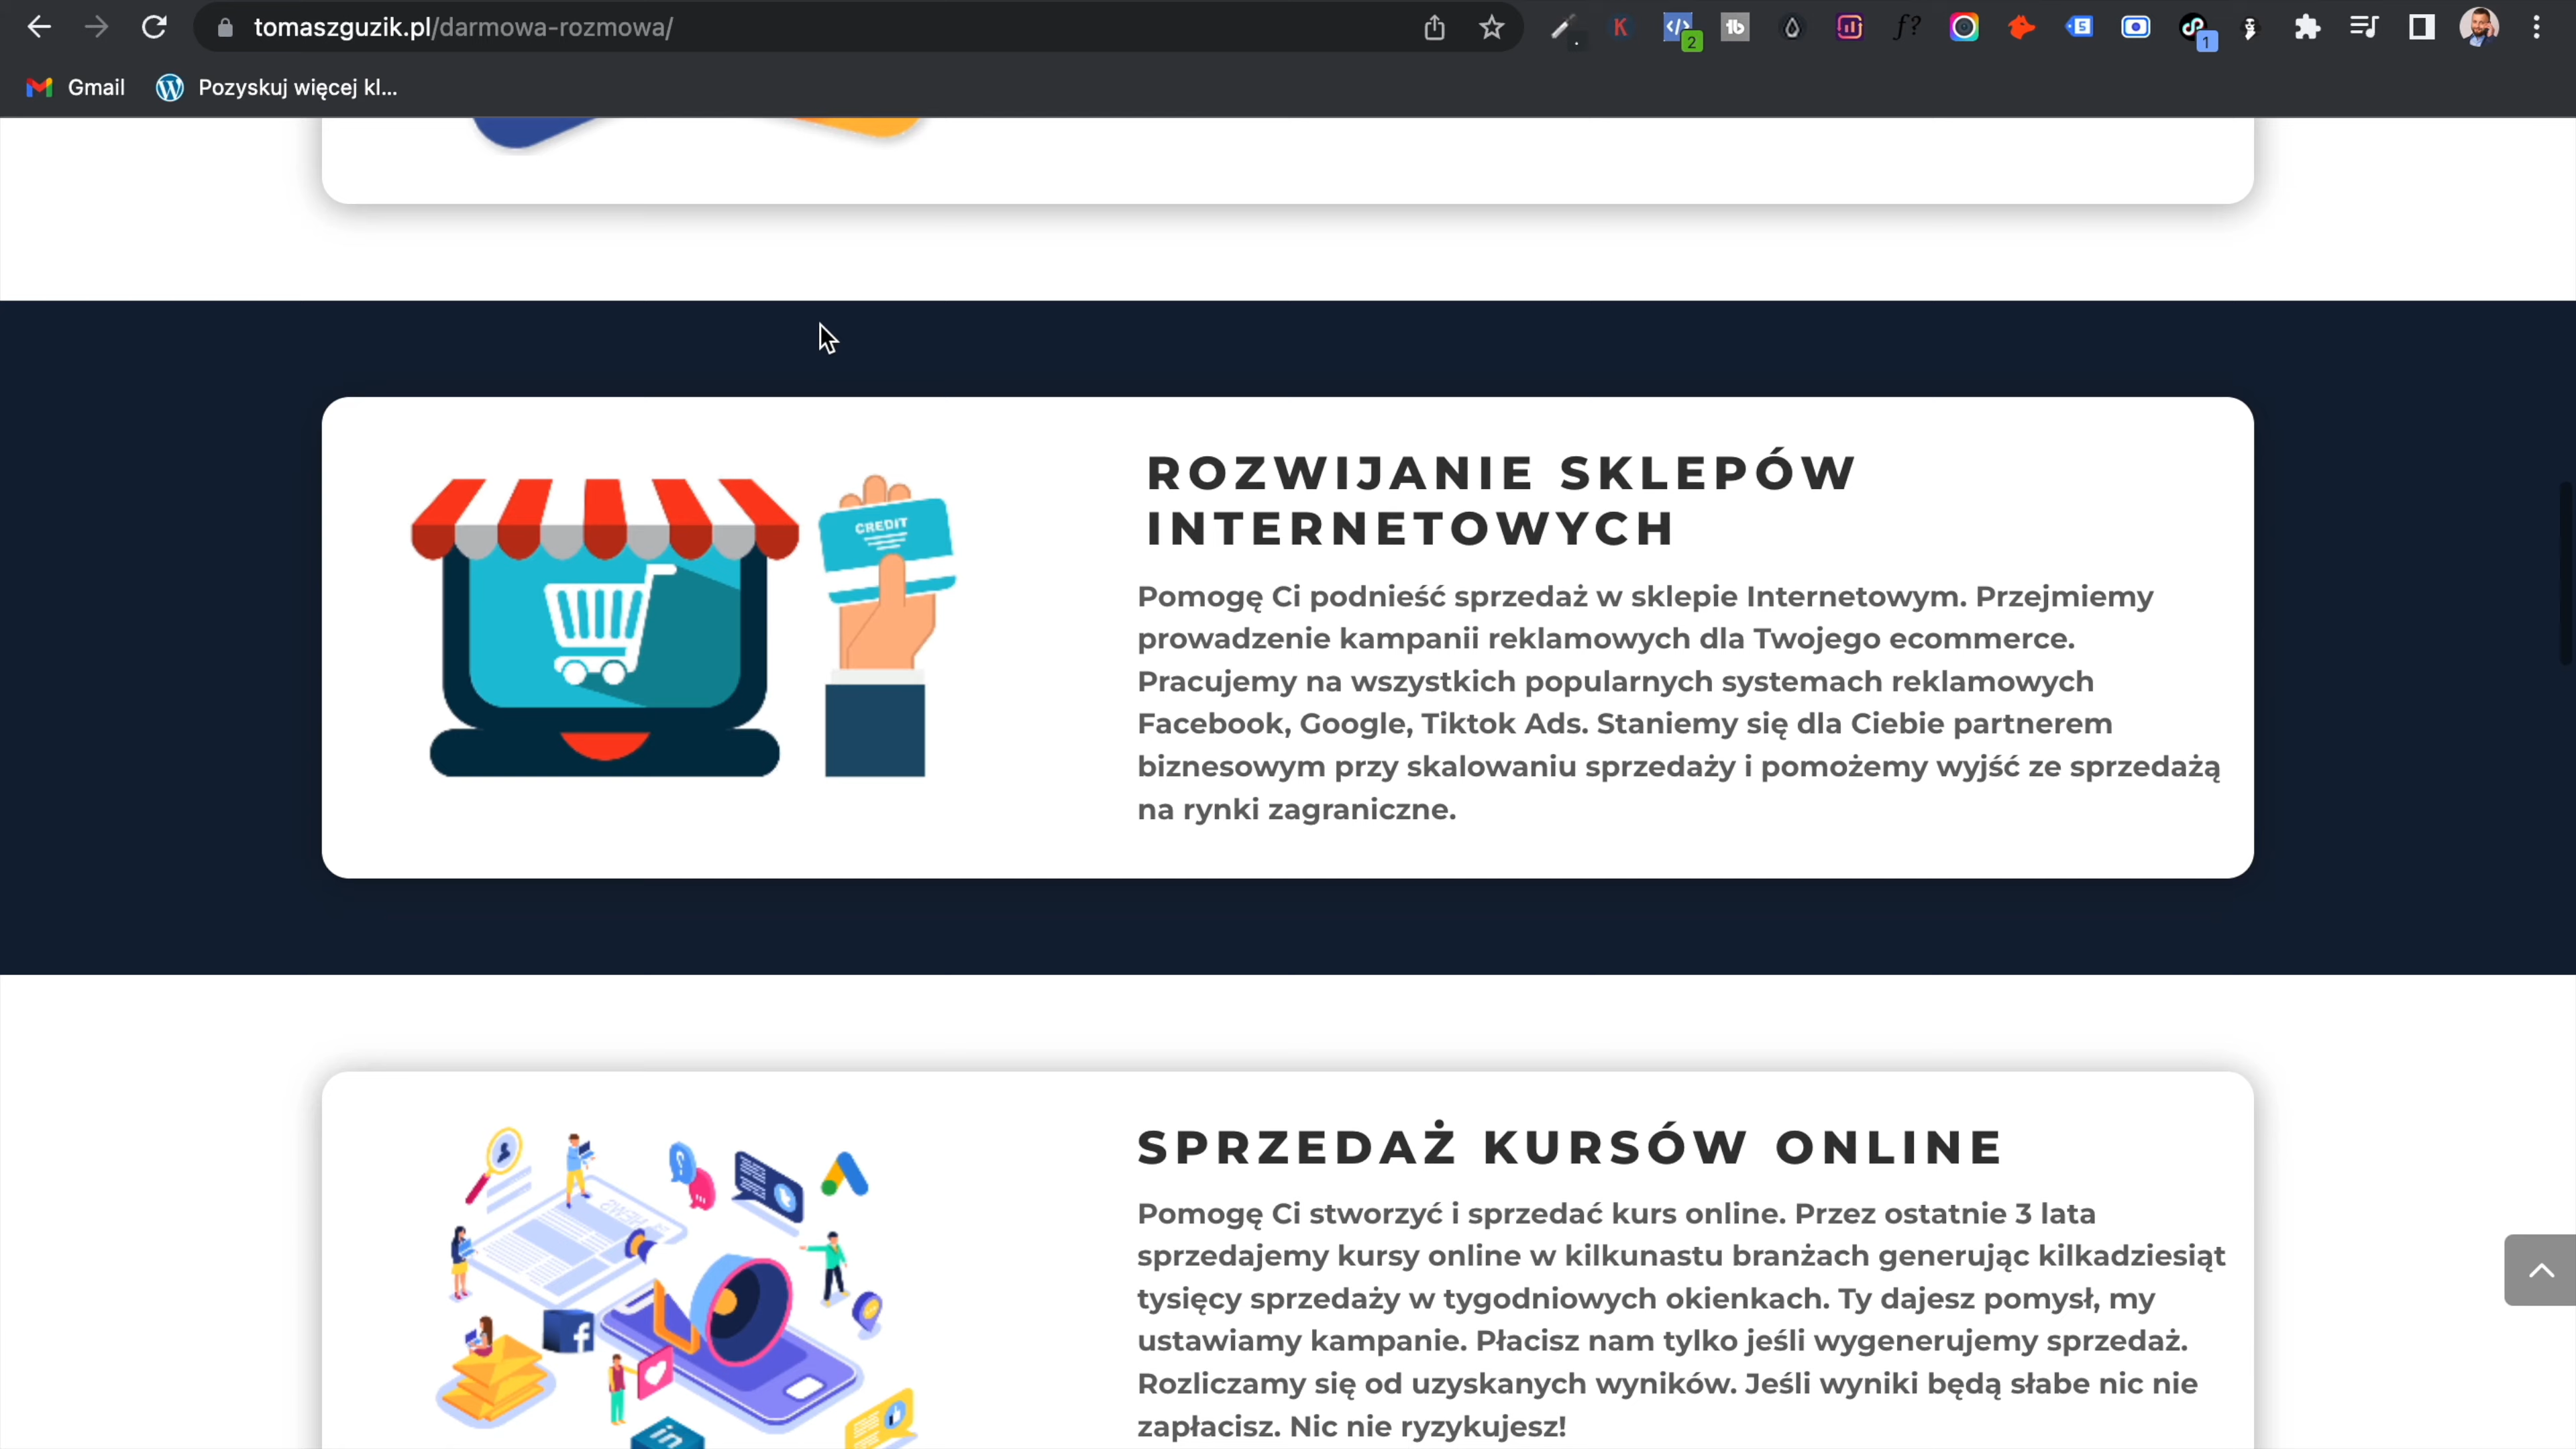 tomaszguzik.pl/darmowa-rozmowa/
2
1
Gmail
Pozyskuj więcej kl...
ROZWIJANIE SKLEPÓW
INTERNETOWYCH
CREDIT
Pomogę Ci podnieść sprzedaż w sklepie Internetowym. Przejmiemy
prowadzenie kampanii reklamowych dla Twojego ecommerce.
Pracujemy na wszystkich popularnych systemach reklamowych
Facebook, Google, Tiktok Ads. Staniemy się dla Ciebie partnerem
biznesowym przy skalowaniu sprzedaży i pomożemy wyjść ze sprzedażą
na rynki zagraniczne.
SPRZEDAŻ KURSÓW ONLINE
NEWS
Pomogę Ci stworzyć i sprzedać kurs online. Przez ostatnie 3 lata
sprzedajemy kursy online w kilkunastu branżach generując kilkadziesiąt
tysięcy sprzedaży w tygodniowych okienkach. Ty dajesz pomysł, my
ustawiamy kampanie. Płacisz nam tylko jeśli wygenerujemy sprzedaż.
Rozliczamy się od uzyskanych wyników. Jeśli wyniki będą słabe nic nie
zapłacisz. Nic nie ryzykujesz!
in